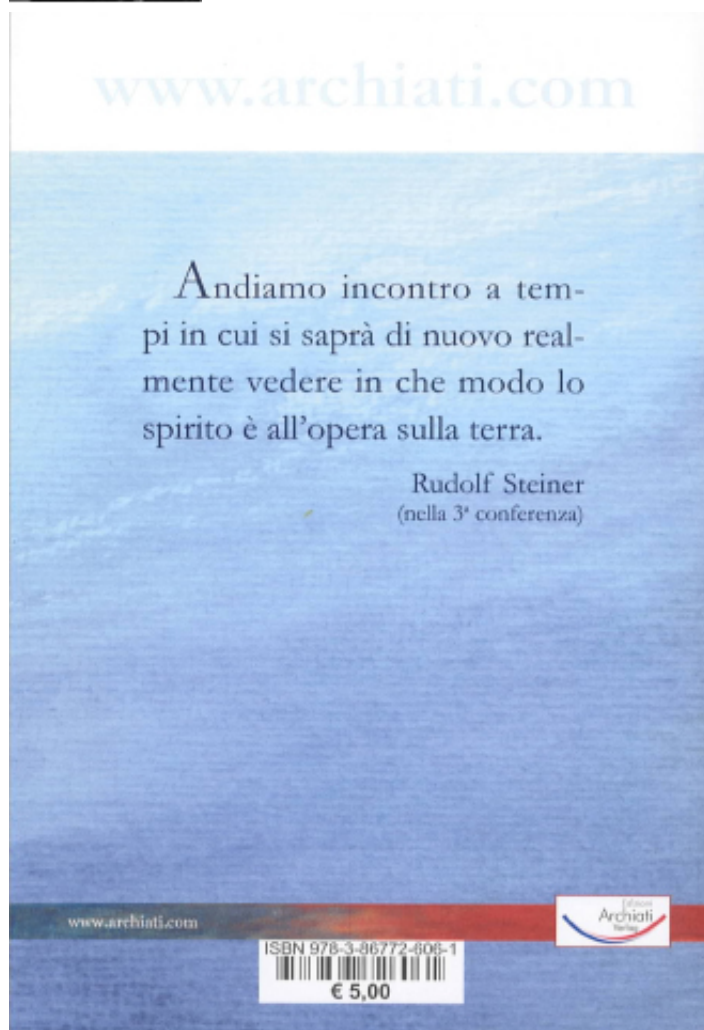 www.archiati.com
Andiamo incontro a tem-
pi in cui si saprà di nuovo real-
mente vedere in che modo lo
spirito è all'opera sulla terra.
Rudolf Steiner
(nella 3ª conferenza)
www.archiati.com
Edizioni
Archiati
Verlag
ISBN 978-3-86772-606-1
€ 5,00